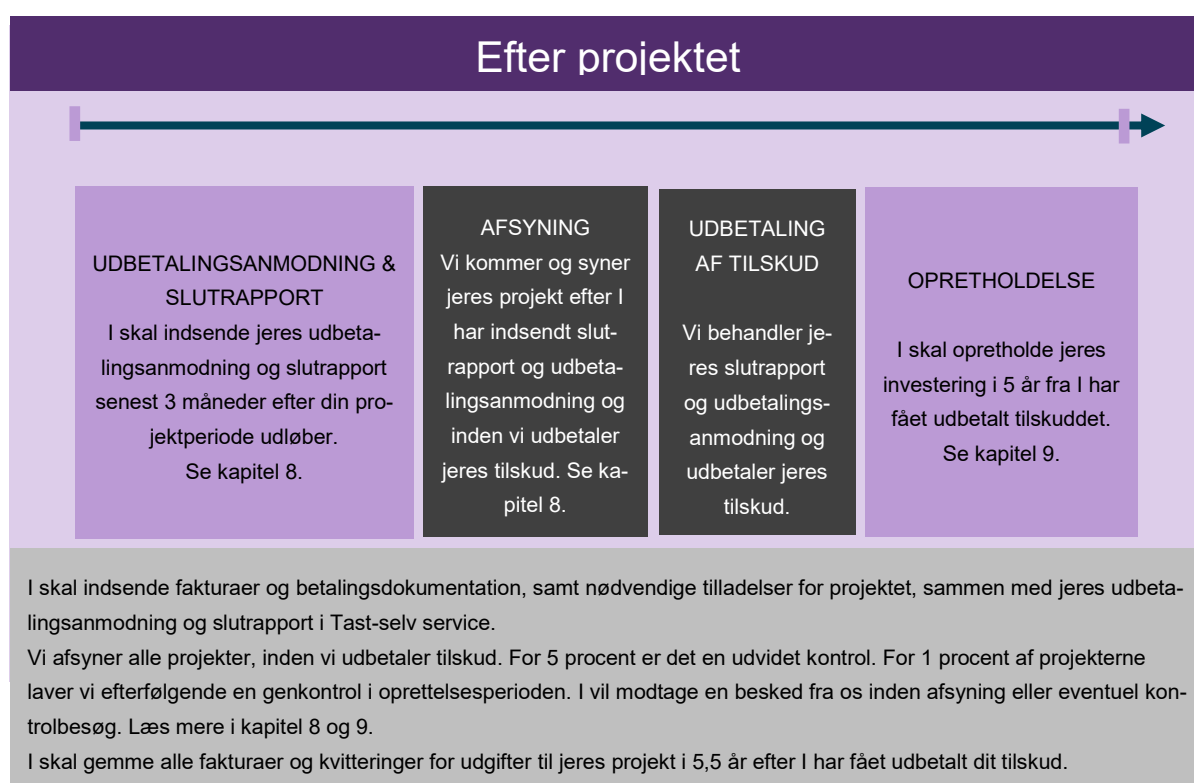 Efter projektet
UDBETALINGSANMODNING &
SLUTRAPPORT
I skal indsende jeres udbeta-
lingsanmodning og slutrapport
senest 3 måneder efter din pro-
jektperiode udløber.
Se kapitel 8.
AFSYNING
Vi kommer og syner
jeres projekt efter I
har indsendt slut-
rapport og udbeta-
lingsanmodning og
inden vi udbetaler
jeres tilskud. Se ka-
pitel 8.
UDBETALING
AF TILSKUD
Vi behandler je-
res slutrapport
og udbetalings-
anmodning og
udbetaler jeres
tilskud.
OPRETHOLDELSE
I skal opretholde jeres
investering i 5 år fra I har
fået udbetalt tilskuddet.
Se kapitel 9.
I skal indsende fakturaer og betalingsdokumentation, samt nødvendige tilladelser for projektet, sammen med jeres udbeta-
lingsanmodning og slutrapport i Tast-selv service.
Vi afsyner alle projekter, inden vi udbetaler tilskud. For 5 procent er det en udvidet kontrol. For 1 procent af projekterne
laver vi efterfølgende en genkontrol i oprettelsesperioden. I vil modtage en besked fra os inden afsyning eller eventuel kon-
trolbesøg. Læs mere i kapitel 8 og 9.
I skal gemme alle fakturaer og kvitteringer for udgifter til jeres projekt i 5,5 år efter I har fået udbetalt dit tilskud.